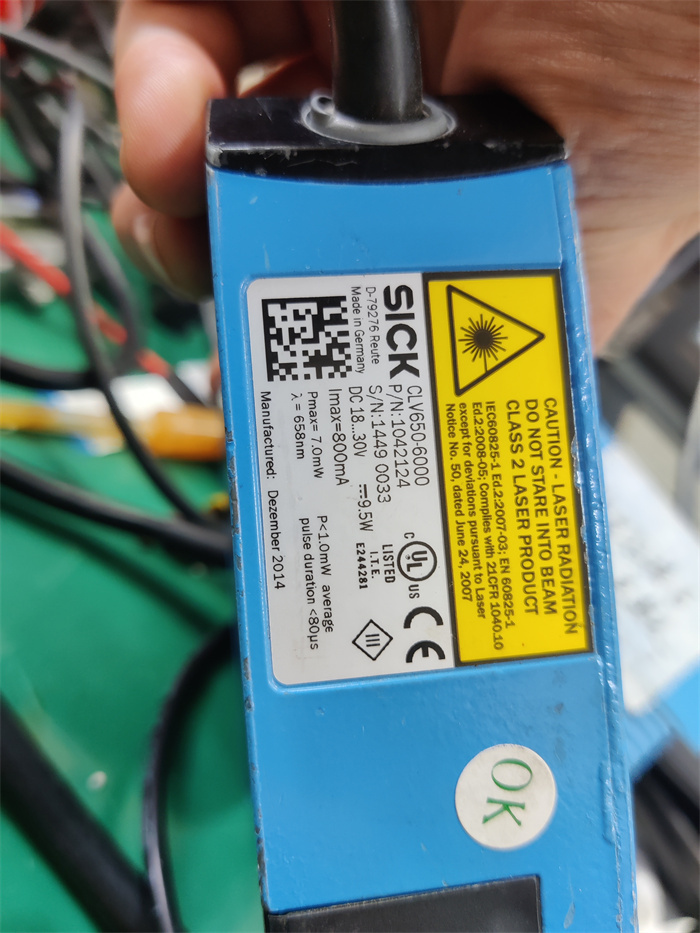 CAUTION - LASER RADIATION
DO NOT STARE INTO BEAM
CLASS 2 LASER PRODUCT
IEC60825-1 Ed.2:2007-03; EN 60825-1
Ed.2:2008-05; Complies with 21CFR 1040.10
except for deviations pursuant to Laser
Notice No. 50, dated June 24, 2007
SICK
D-79276 Reute
Made in Germany
CLV650-6000
P/N: 1042124
S/N: 1449 0033
DC 18...30V ⎓ 9.5W
Imax=800mA
Pmax= 7.0mW P<1.0mW average
λ = 658nm pulse duration <80µs
Manufactured: Dezember 2014
C UL US
LISTED
I.T.E.
E244281
CE
III
OK